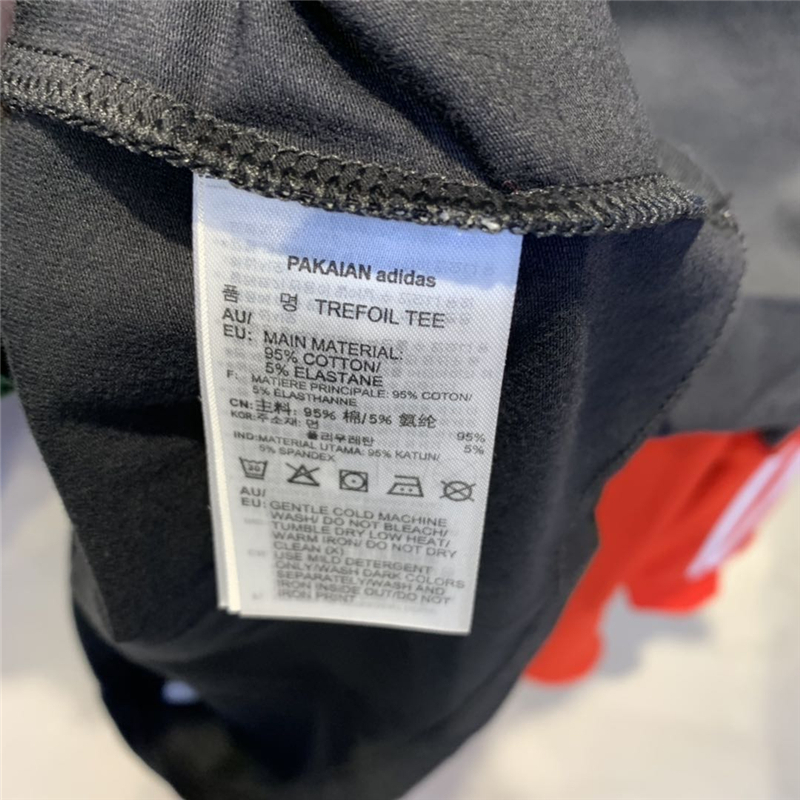 PAKAIAN adidas
품 명 TREFOIL TEE
AU/
EU: MAIN MATERIAL:
95% COTTON/
5% ELASTANE
F: MATIERE PRINCIPALE: 95% COTON/
5% ÉLASTHANNE
CN: 主料: 95% 棉/5% 氨纶
KOR: 주소재: 면 95%
폴리우레탄 5%
IND: MATERIAL UTAMA: 95% KATUN/
5% SPANDEX
30
AU/
EU: GENTLE COLD MACHINE
WASH/ DO NOT BLEACH/
TUMBLE DRY LOW HEAT/
WARM IRON/ DO NOT DRY
CLEAN (X)
USE MILD DETERGENT
ONLY/WASH DARK COLORS
SEPARATELY/WASH AND
IRON INSIDE OUT/DO NOT
IRON PRINT